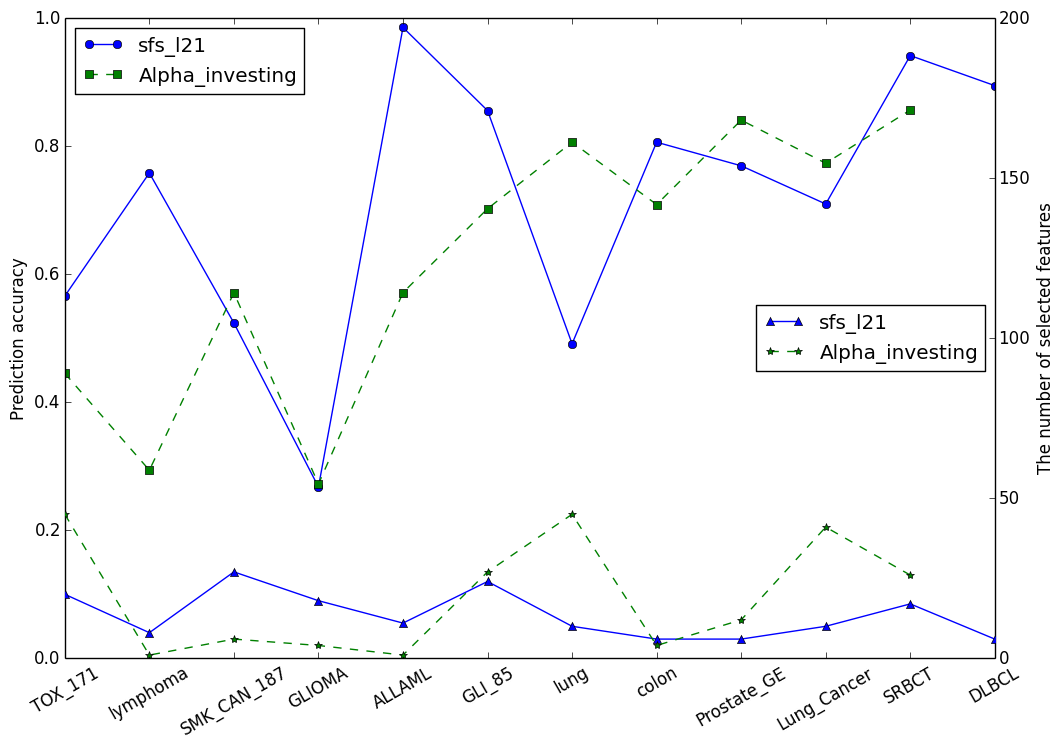 1.0
0.8
0.6
0.4
0.2
0.0
Prediction accuracy
sfs_l21
Alpha_investing
200
150
100
50
0
The number of selected features
sfs_l21
Alpha_investing
TOX_171
lymphoma
SMK_CAN_187
GLIOMA
ALLAML
GLI_85
lung
colon
Prostate_GE
Lung_Cancer
SRBCT
DLBCL